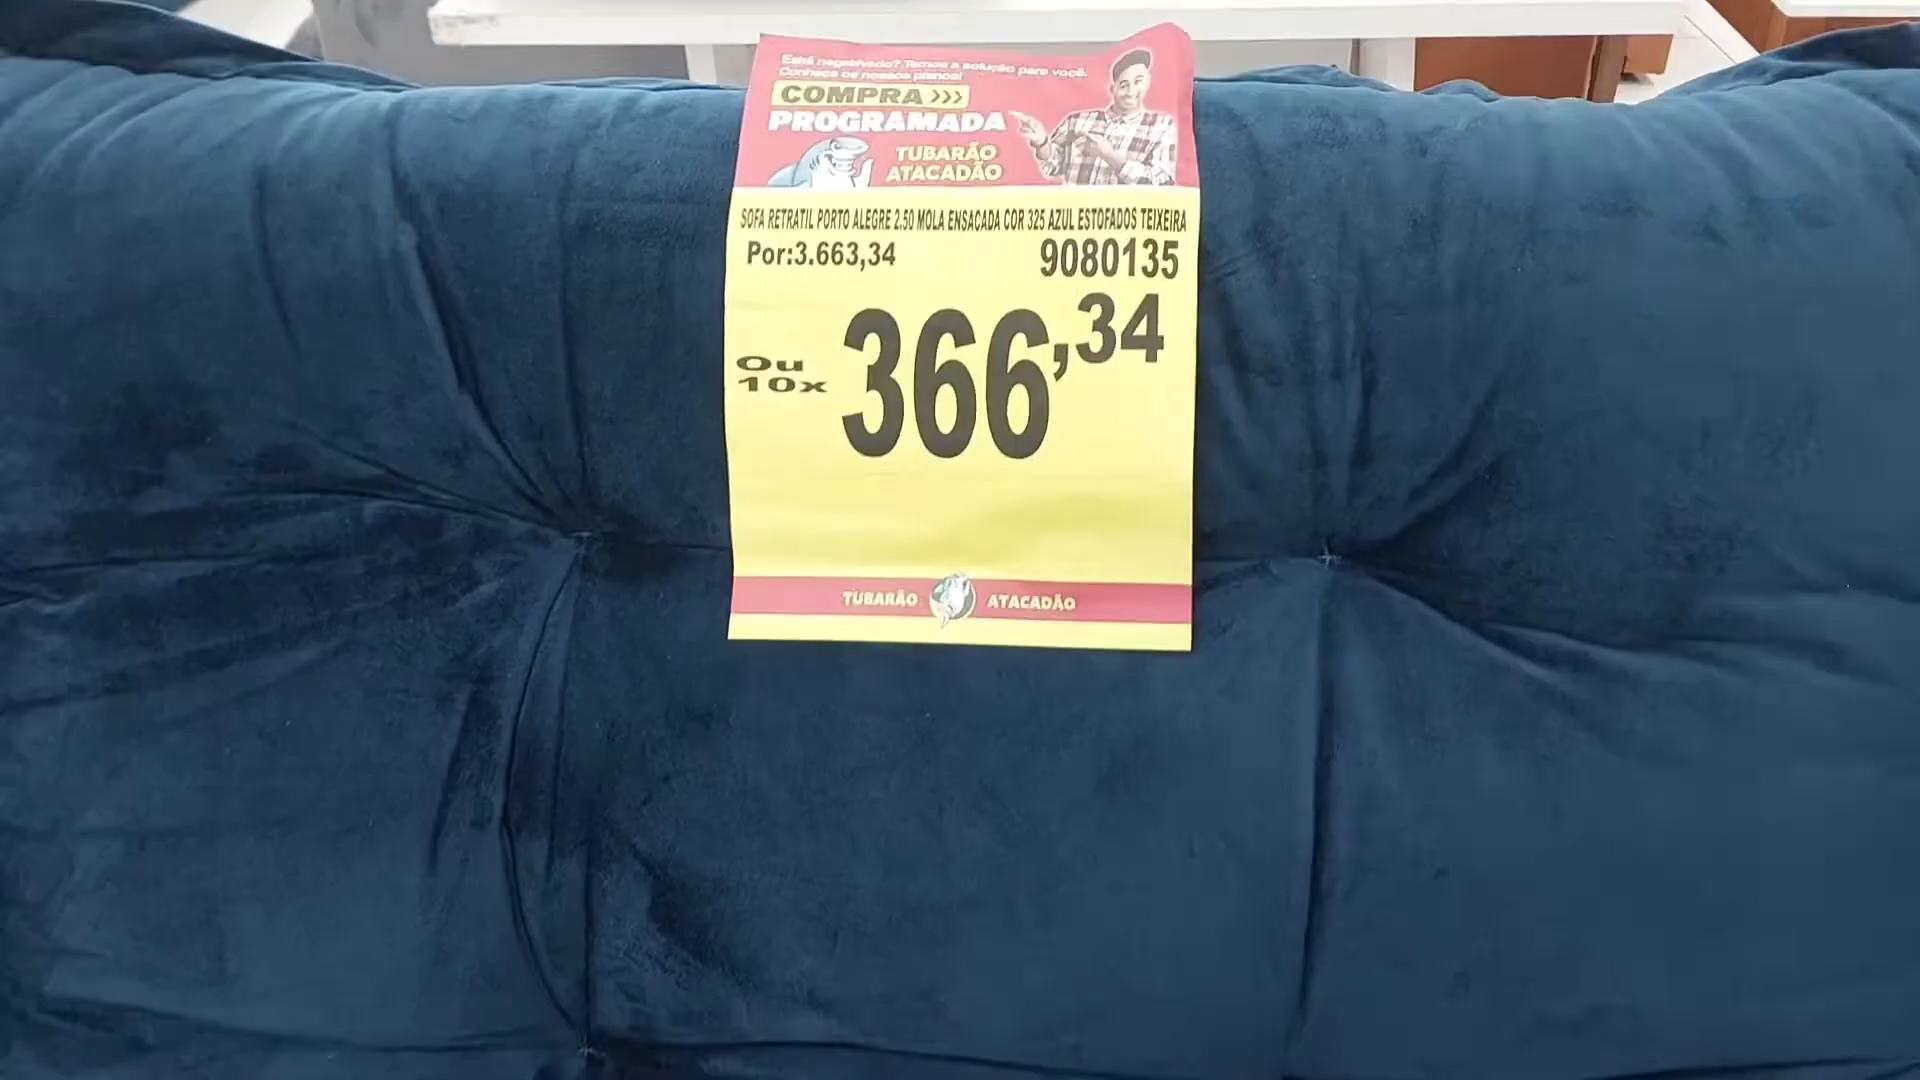 Está negativado? Temos a solução para você.
Conheça os nossos planos!
COMPRA >>>
PROGRAMADA
TUBARÃO
ATACADÃO
SOFA RETRATIL PORTO ALEGRE 2.50 MOLA ENSACADA COR 325 AZUL ESTOFADOS TEIXEIRA
Por:3.663,34 9080135
Ou
10x 366,34
TUBARÃO ATACADÃO